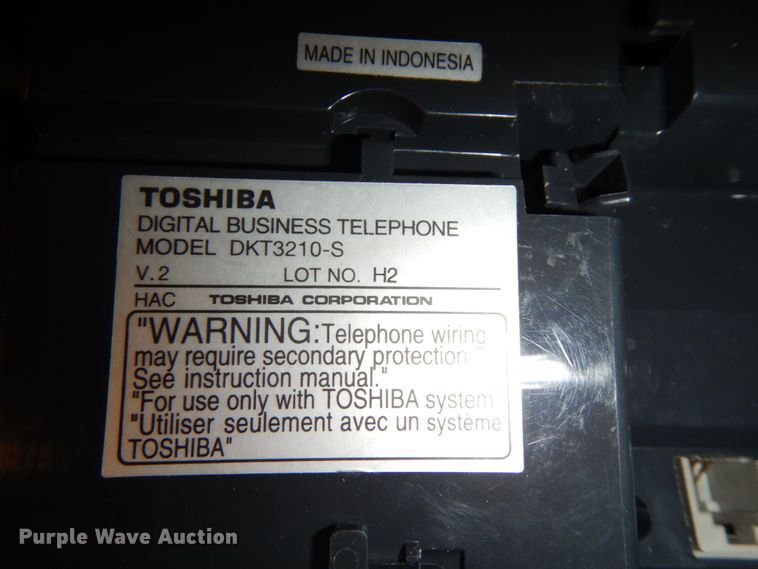 MADE IN INDONESIA
TOSHIBA
DIGITAL BUSINESS TELEPHONE
MODEL DKT3210-S
V.2 LOT NO. H2
HAC TOSHIBA CORPORATION
"WARNING:Telephone wiring
may require secondary protection.
See instruction manual."
"For use only with TOSHIBA system"
"Utiliser seulement avec un système
TOSHIBA"
Purple Wave Auction